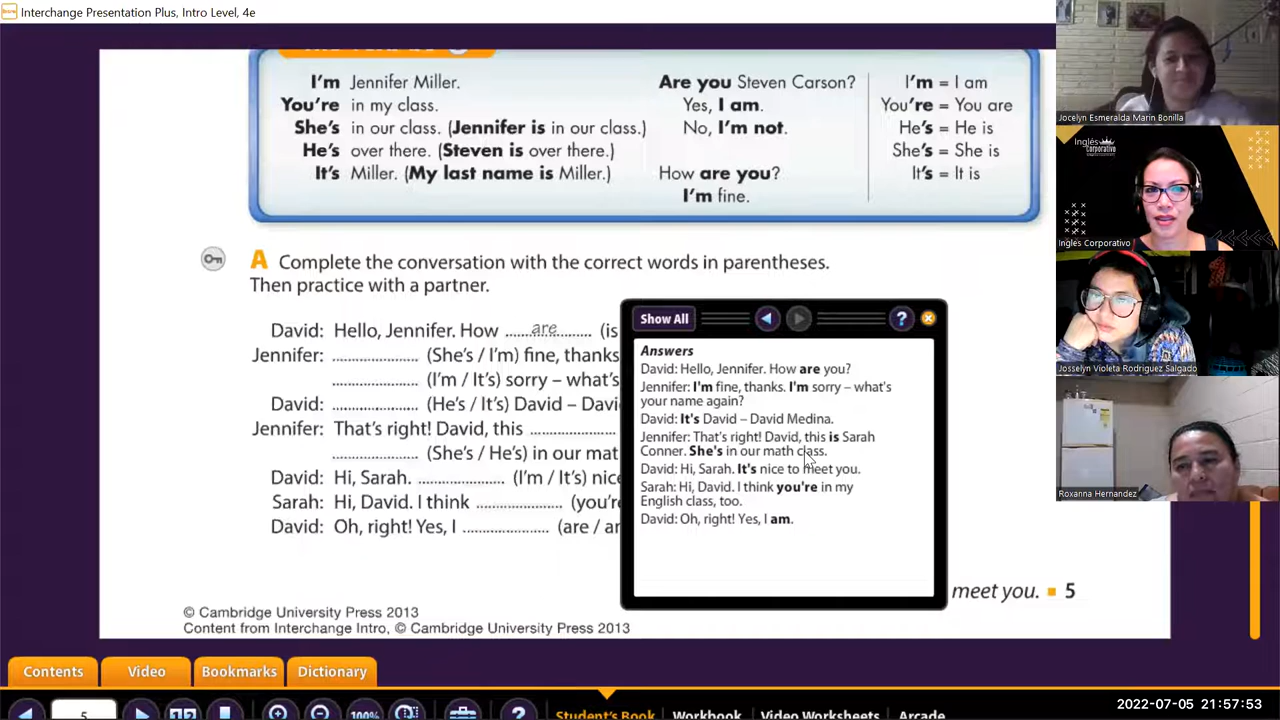 Interchange Presentation Plus, Intro Level, 4e
I'm Jennifer Miller.
You're in my class.
She's in our class. (Jennifer is in our class.)
He's over there. (Steven is over there.)
It's Miller. (My last name is Miller.)
Are you Steven Carson?
Yes, I am.
No, I'm not.
How are you?
I'm fine.
I'm = I am
You're = You are
He's = He is
She's = She is
It's = It is
A Complete the conversation with the correct words in parentheses.
Then practice with a partner.
David: Hello, Jennifer. How ........are........ (is
Jennifer: .................... (She's / I'm) fine, thanks
.................... (I'm / It's) sorry – what's
David: .................... (He's / It's) David – Davi
Jennifer: That's right! David, this ....................
.................... (She's / He's) in our mat
David: Hi, Sarah. .................... (I'm / It's) nice
Sarah: Hi, David. I think .................... (you're
David: Oh, right! Yes, I .................... (are / a
Show All
?
Answers
David: Hello, Jennifer. How are you?
Jennifer: I'm fine, thanks. I'm sorry – what's
your name again?
David: It's David – David Medina.
Jennifer: That's right! David, this is Sarah
Conner. She's in our math class.
David: Hi, Sarah. It's nice to meet you.
Sarah: Hi, David. I think you're in my
English class, too.
David: Oh, right! Yes, I am.
meet you. 5
© Cambridge University Press 2013
Content from Interchange Intro, © Cambridge University Press 2013
Contents
Video
Bookmarks
Dictionary
5
100%
?
Student's Book
Workbook
Video Worksheets
Arcade
Jocelyn Esmeralda Marin Bonilla
Inglés
Corporativo
Inglés Corporativo
Josselyn Violeta Rodriguez Salgado
Roxanna Hernandez
2022-07-05 21:57:53